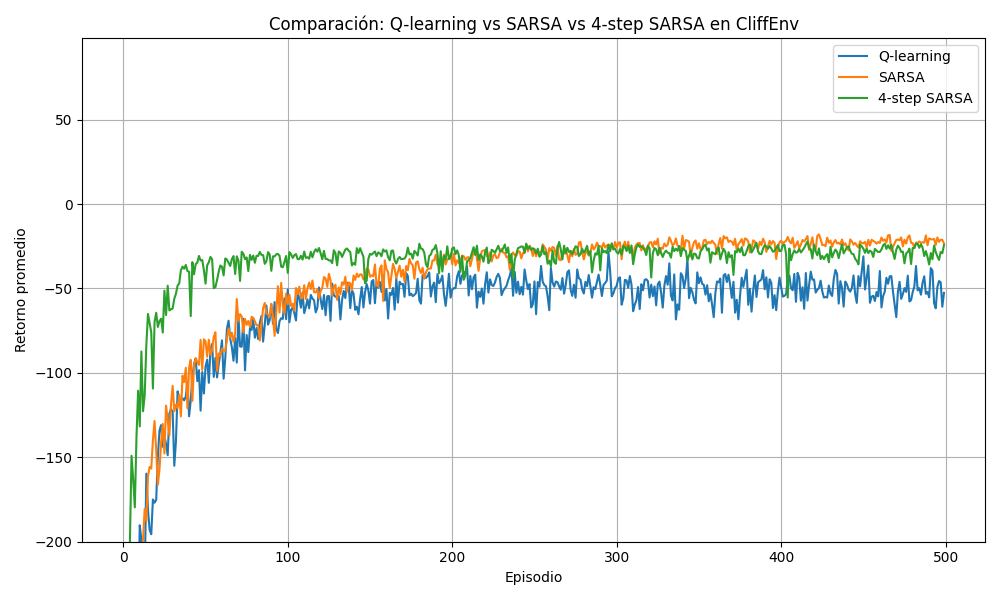 Comparación: Q-learning vs SARSA vs 4-step SARSA en CliffEnv
Q-learning
SARSA
4-step SARSA
Retorno promedio
50
0
−50
−100
−150
−200
0
100
200
300
400
500
Episodio